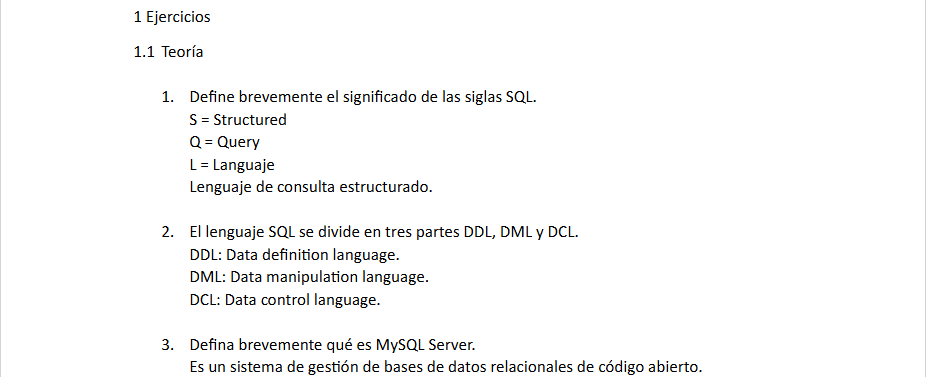 1 Ejercicios
1.1 Teoría
1. Define brevemente el significado de las siglas SQL.
S = Structured
Q = Query
L = Languaje
Lenguaje de consulta estructurado.
2. El lenguaje SQL se divide en tres partes DDL, DML y DCL.
DDL: Data definition language.
DML: Data manipulation language.
DCL: Data control language.
3. Defina brevemente qué es MySQL Server.
Es un sistema de gestión de bases de datos relacionales de código abierto.